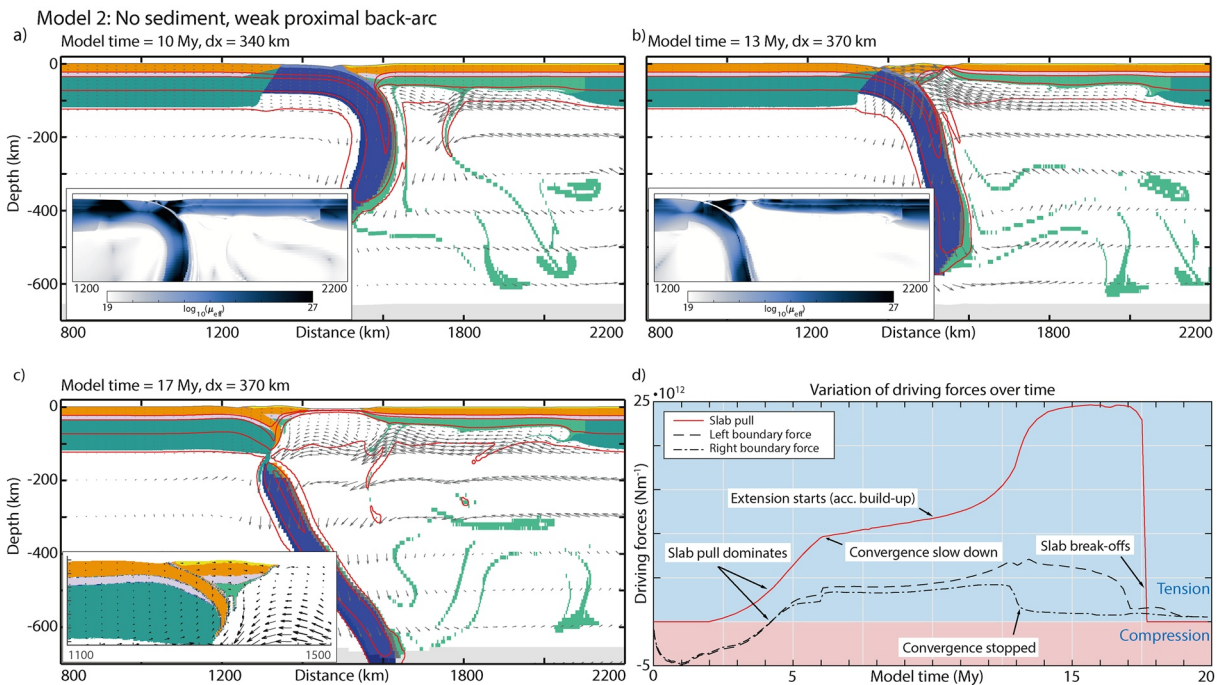 Model 2: No sediment, weak proximal back-arc
a)
Model time = 10 My, dx = 340 km
0
-200
-400
-600
Depth (km)
1200
2200
19
log10(μeff)
27
800
1200
Distance (km)
1800
2200
b)
Model time = 13 My, dx = 370 km
0
-200
-400
-600
Depth (km)
1200
2200
19
log10(μeff)
27
800
1200
Distance (km)
1800
2200
c)
Model time = 17 My, dx = 370 km
0
-200
-400
-600
Depth (km)
1100
1500
800
1200
Distance (km)
1800
2200
d)
Variation of driving forces over time
25
•10^12
Slab pull
Left boundary force
Right boundary force
Extension starts (acc. build-up)
Slab pull dominates
Convergence slow down
Slab break-offs
Tension
Compression
Convergence stopped
Driving forces (Nm-1)
-5
0
5
Model time (My)
15
20